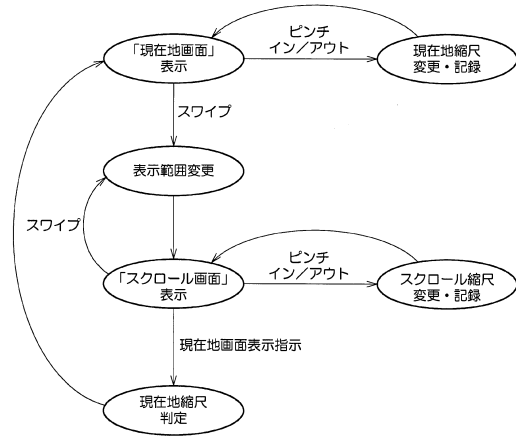 「現在地画面」
表示
ピンチ
イン／アウト
現在地縮尺
変更・記録
スワイプ
表示範囲変更
スワイプ
「スクロール画面」
表示
ピンチ
イン／アウト
スクロール縮尺
変更・記録
現在地画面表示指示
現在地縮尺
判定